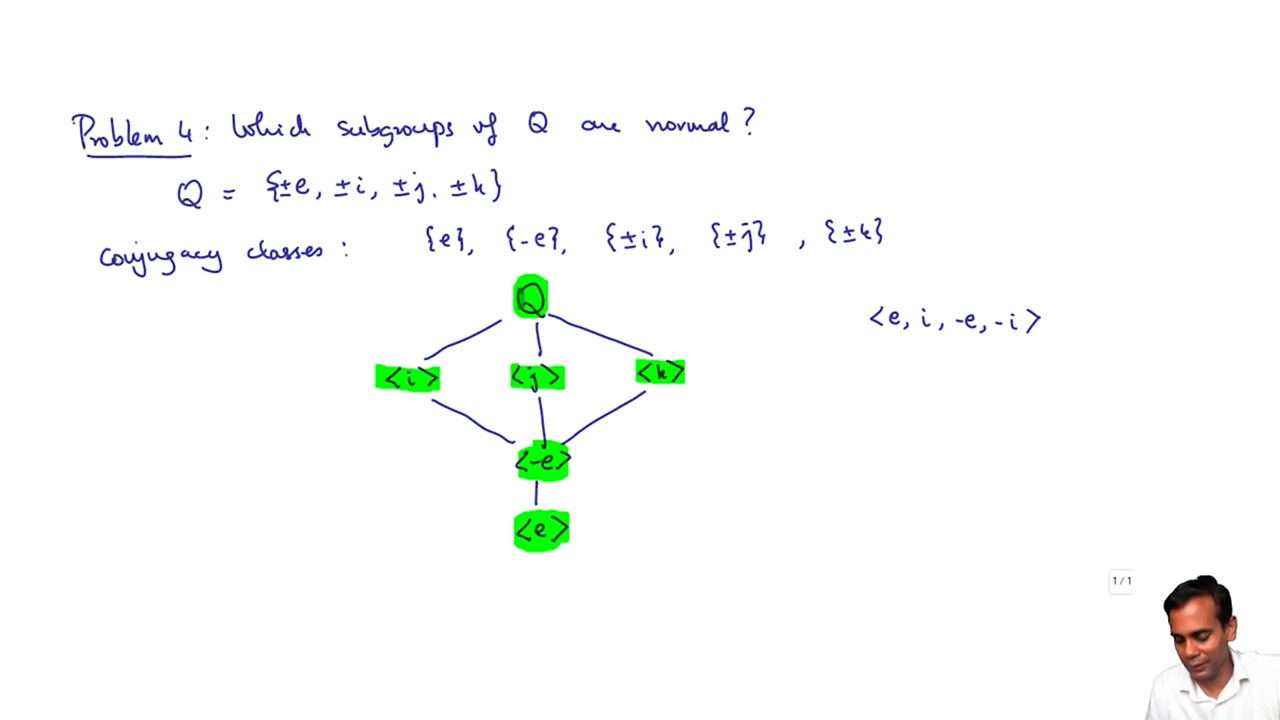 Problem 4: Which subgroups of Q are normal?
Q = {±e, ±i, ±j, ±k}
Conjugacy classes: {e}, {-e}, {±i}, {±j}, {±k}
Q
<e, i, -e, -i>
<i> <j> <k>
<-e>
<e>
1/1